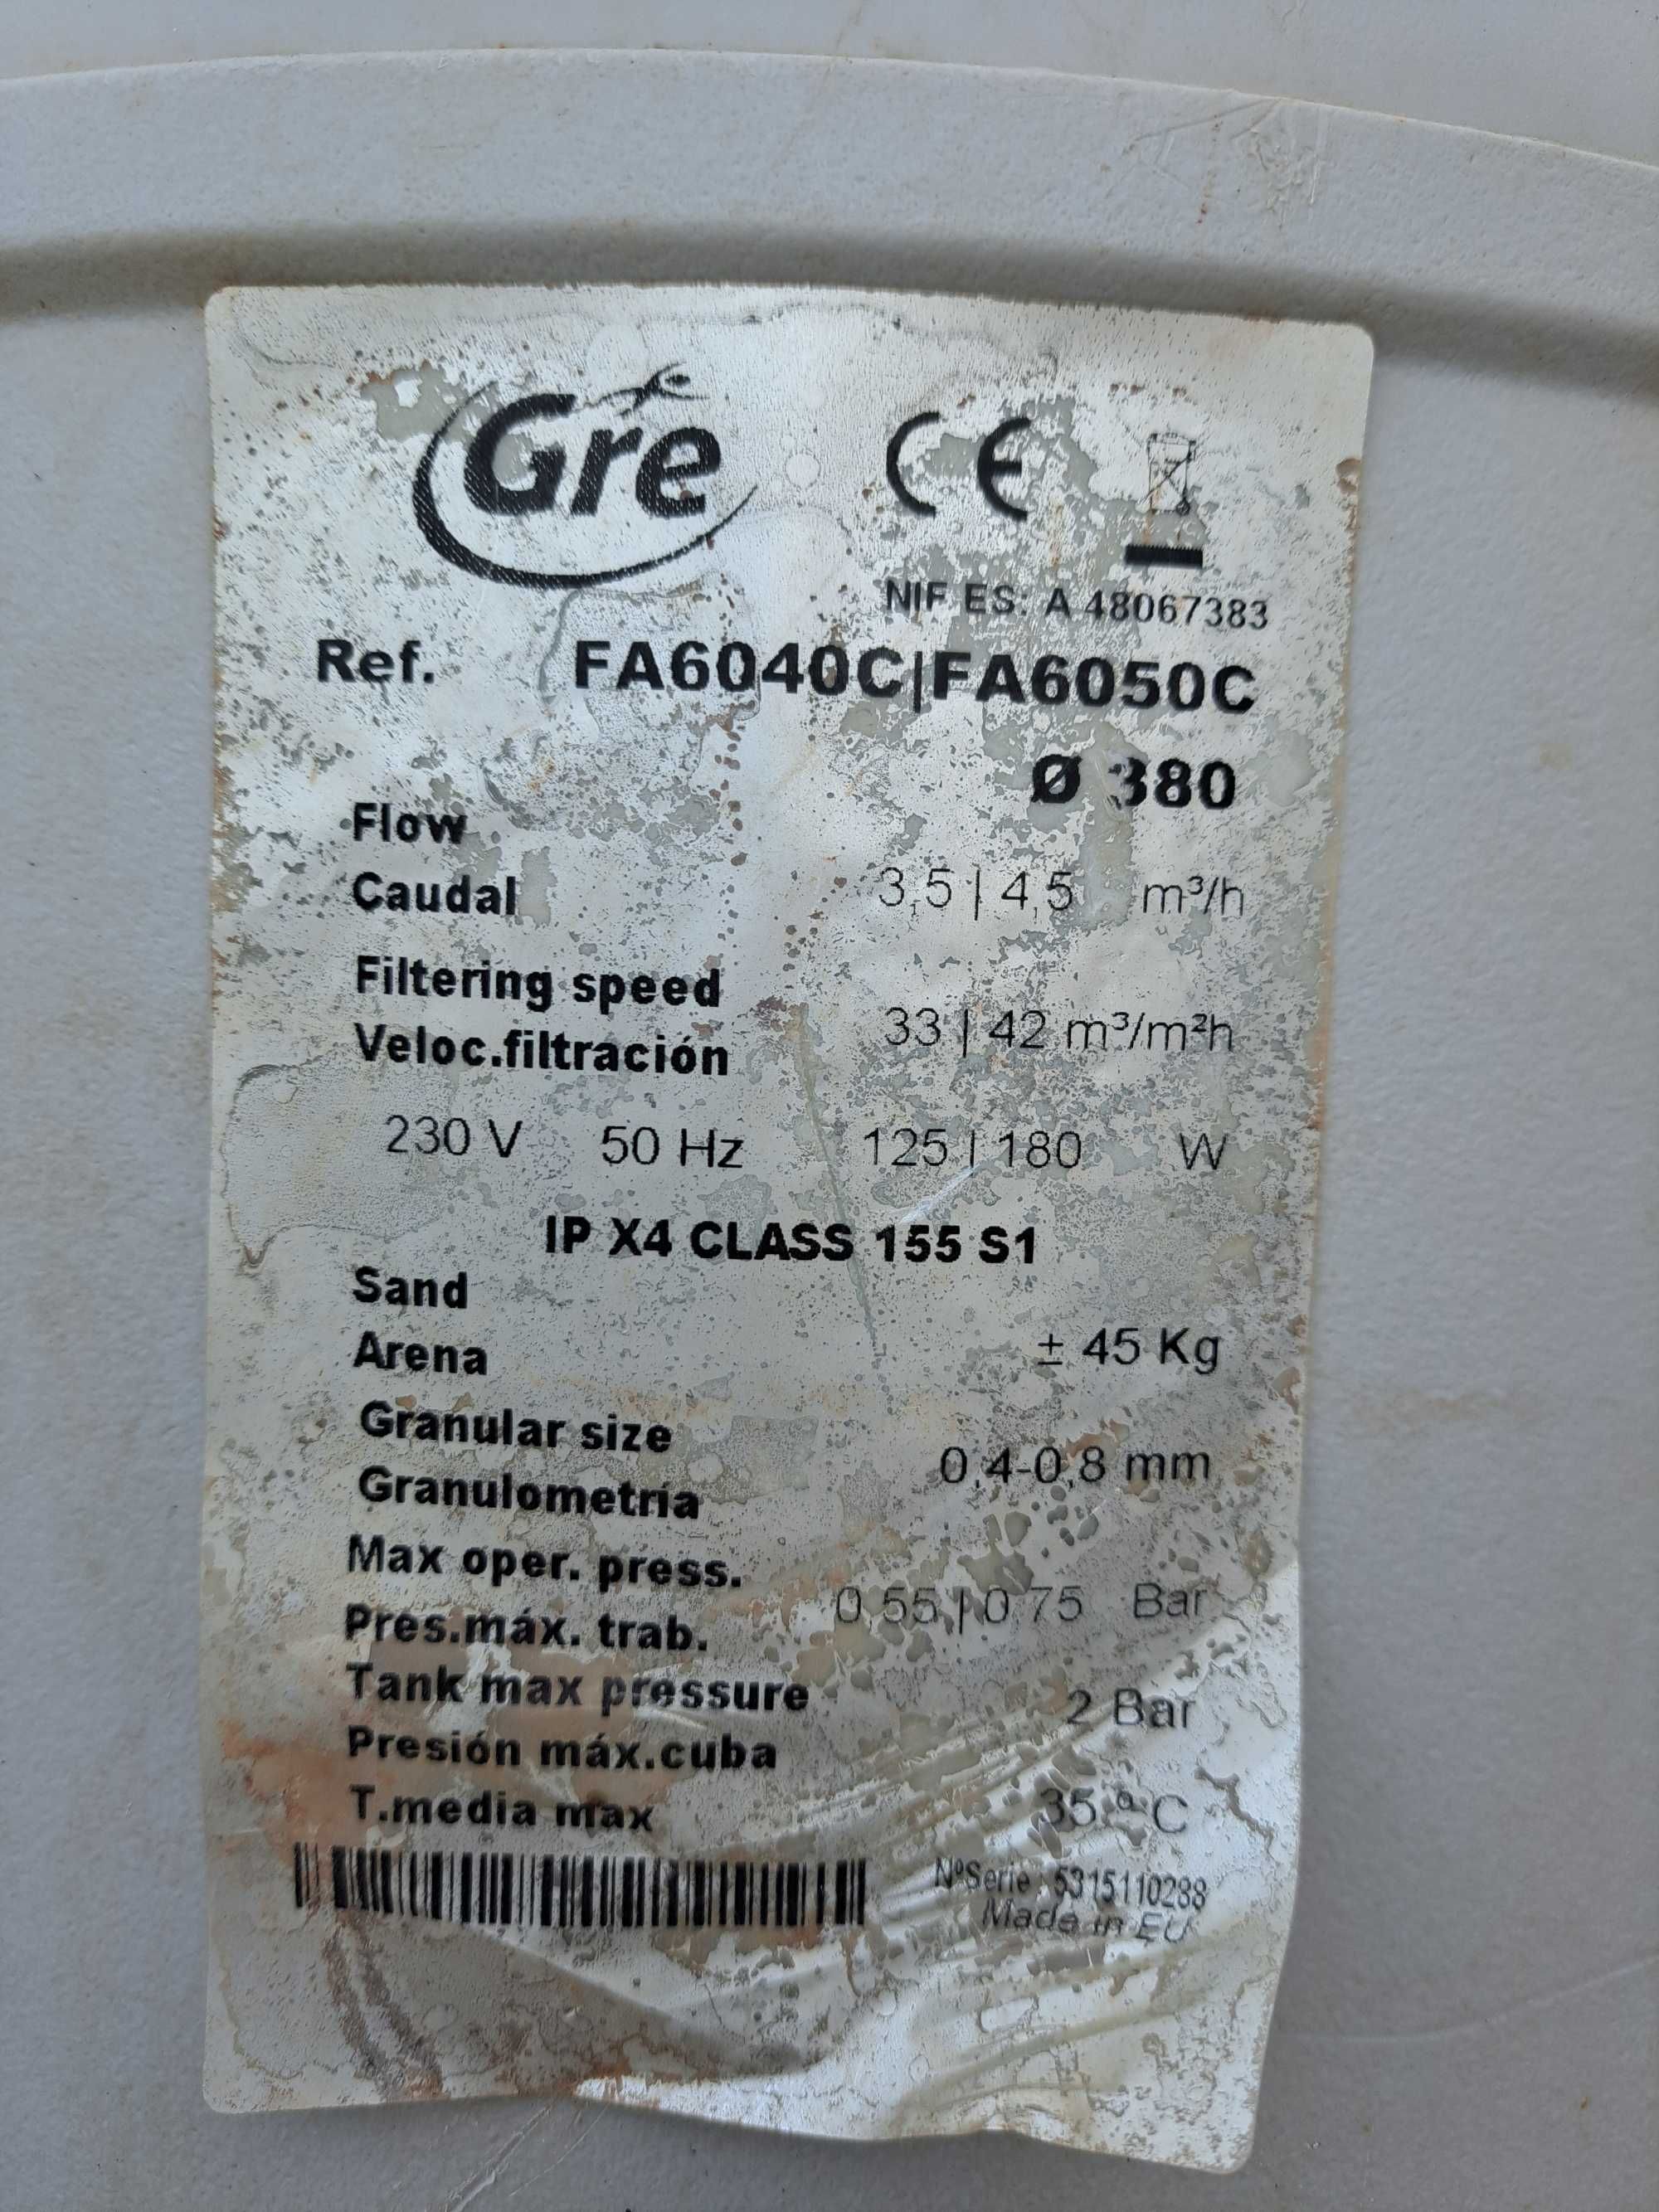 Gre CE
NIF ES: A 48067383
Ref. FA6040C|FA6050C
Ø 380
Flow
Caudal 3,5 | 4,5 m³/h
Filtering speed
Veloc.filtración 33 | 42 m³/m²h
230 V 50 Hz 125 | 180 W
IP X4 CLASS 155 S1
Sand
Arena ± 45 Kg
Granular size
Granulometría 0,4-0,8 mm
Max oper. press.
Pres.máx. trab. 0,55 | 0,75 Bar
Tank max pressure
Presión máx.cuba 2 Bar
T.media max 35 ª C
NºSerie : 5315110288
Made in EU